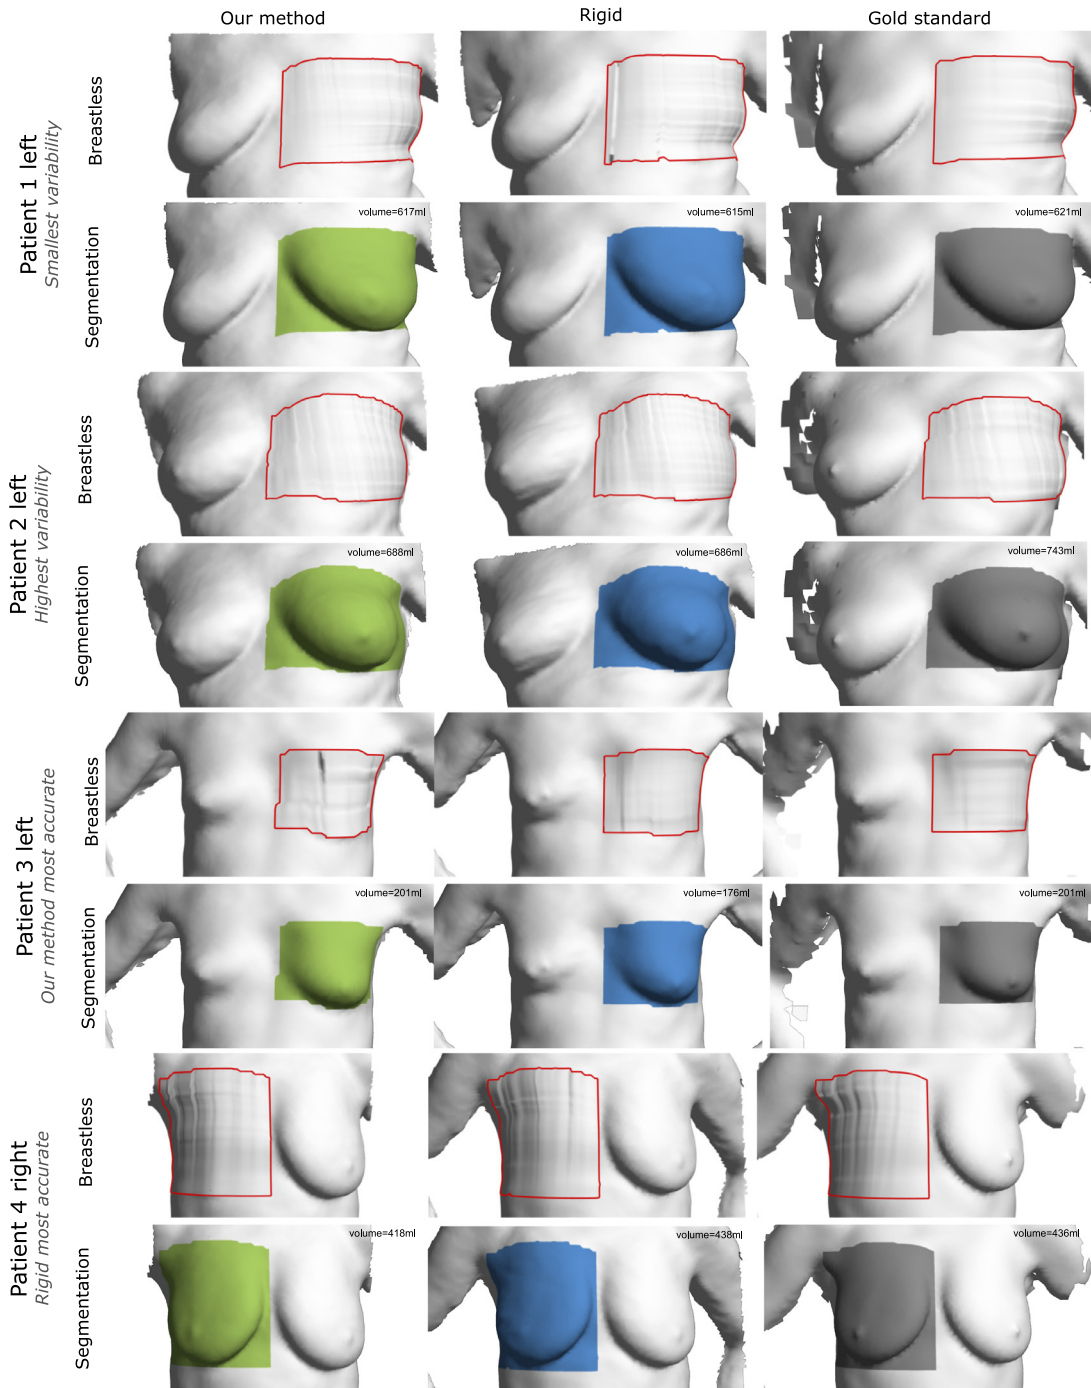 Our method
Rigid
Gold standard
Patient 1 left
Smallest variability
Breastless
Segmentation
volume=617ml
volume=615ml
volume=621ml
Patient 2 left
Highest variability
Breastless
Segmentation
volume=688ml
volume=686ml
volume=743ml
Patient 3 left
Our method most accurate
Breastless
Segmentation
volume=201ml
volume=176ml
volume=201ml
Patient 4 right
Rigid most accurate
Breastless
Segmentation
volume=418ml
volume=438ml
volume=436ml